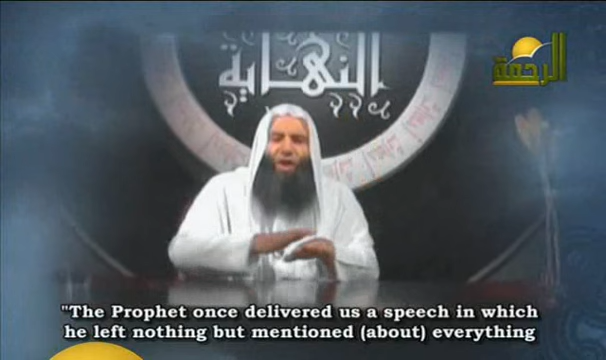 النهاية
الرحمة
"The Prophet once delivered us a speech in which
he left nothing but mentioned (about) everything